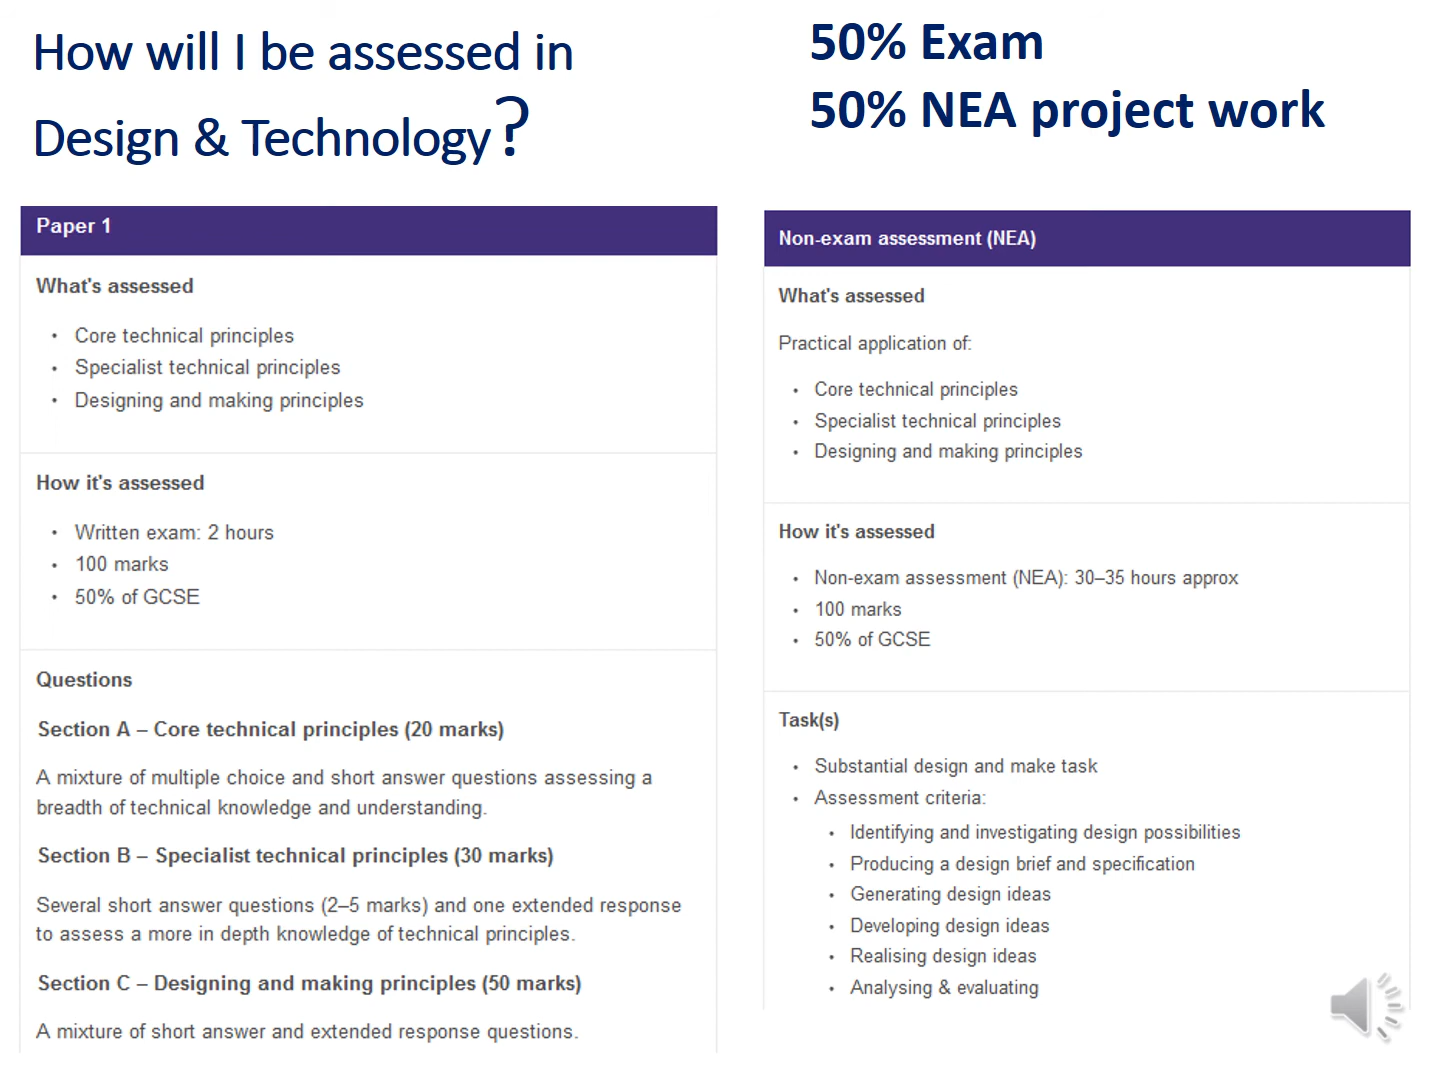 How will I be assessed in
Design & Technology?
50% Exam
50% NEA project work
Paper 1
What's assessed
• Core technical principles
• Specialist technical principles
• Designing and making principles
How it's assessed
• Written exam: 2 hours
• 100 marks
• 50% of GCSE
Questions
Section A – Core technical principles (20 marks)
A mixture of multiple choice and short answer questions assessing a
breadth of technical knowledge and understanding.
Section B – Specialist technical principles (30 marks)
Several short answer questions (2–5 marks) and one extended response
to assess a more in depth knowledge of technical principles.
Section C – Designing and making principles (50 marks)
A mixture of short answer and extended response questions.
Non-exam assessment (NEA)
What's assessed
Practical application of:
• Core technical principles
• Specialist technical principles
• Designing and making principles
How it's assessed
• Non-exam assessment (NEA): 30–35 hours approx
• 100 marks
• 50% of GCSE
Task(s)
• Substantial design and make task
• Assessment criteria:
• Identifying and investigating design possibilities
• Producing a design brief and specification
• Generating design ideas
• Developing design ideas
• Realising design ideas
• Analysing & evaluating